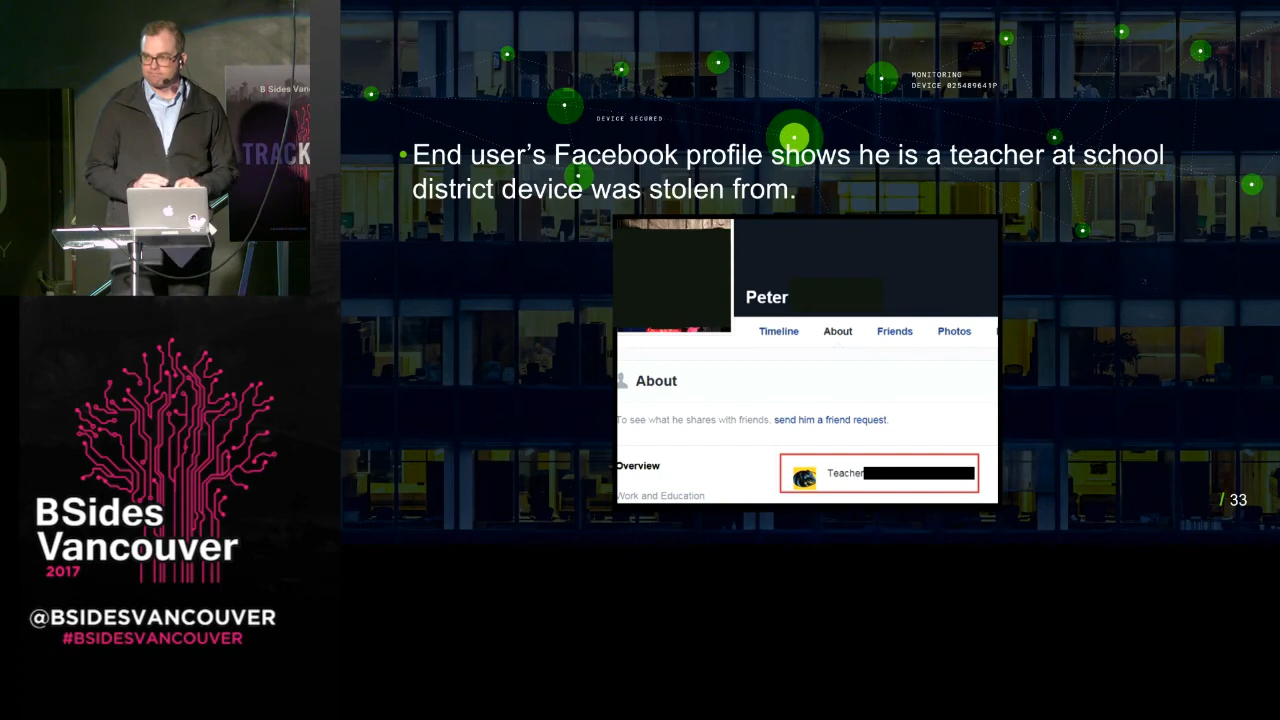 B Sides Van
TRACK
MONITORING
DEVICE 025489641P
DEVICE SECURED
• End user's Facebook profile shows he is a teacher at school
district device was stolen from.
Peter
Timeline About Friends Photos
About
To see what he shares with friends, send him a friend request.
Overview
Teacher
Work and Education
/ 33
BSides
Vancouver
2017
@BSIDESVANCOUVER
#BSIDESVANCOUVER